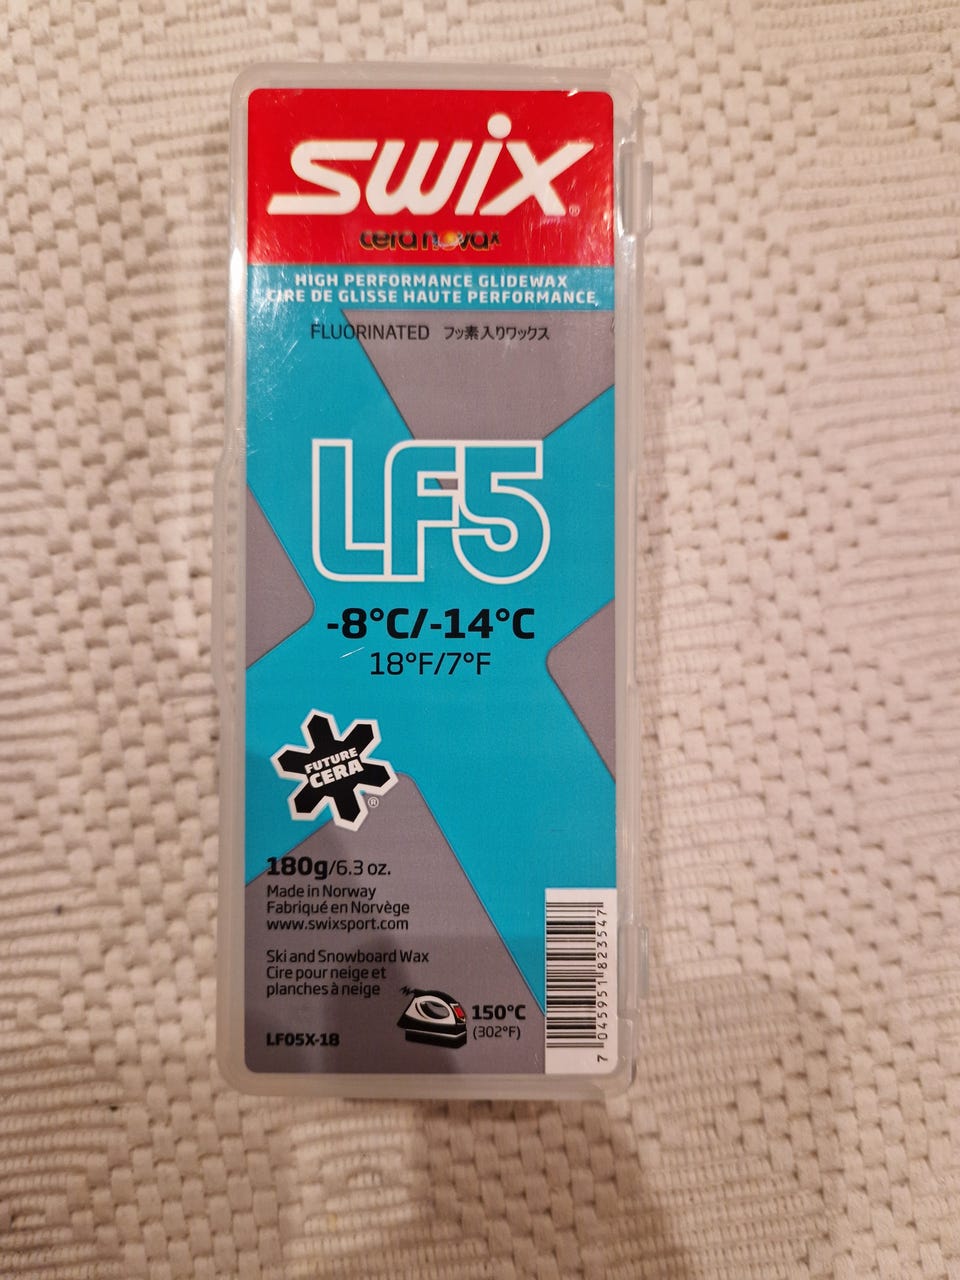 SWIX®
cera novax
HIGH PERFORMANCE GLIDEWAX
CIRE DE GLISSE HAUTE PERFORMANCE
FLUORINATED フッ素入りワックス
LF5
-8°C/-14°C
18°F/7°F
FUTURE
CERA
®
180g/6.3 oz.
Made in Norway
Fabriqué en Norvège
www.swixsport.com
Ski and Snowboard Wax
Cire pour neige et
planches à neige
150°C
(302°F)
LF05X-18
7 045951 823547